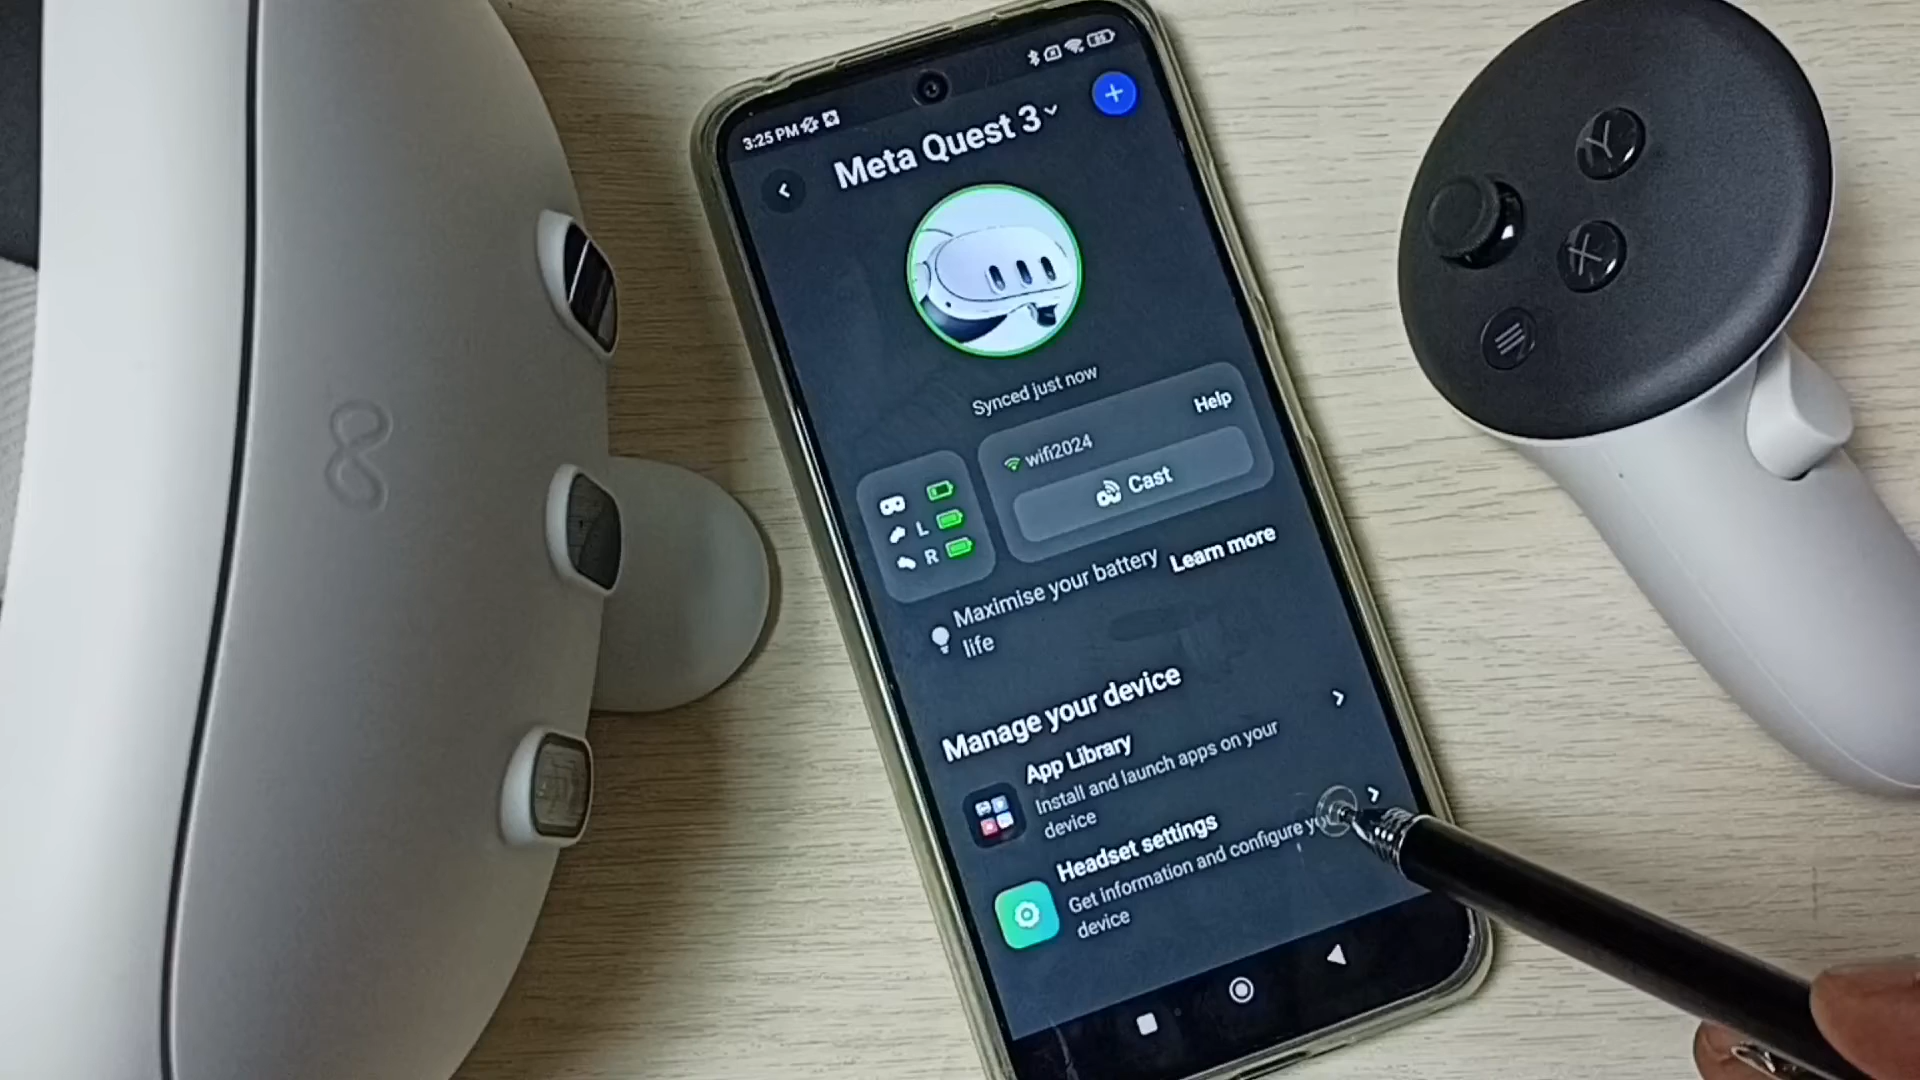 3:25 PM
85
Meta Quest 3
Synced just now
Help
wifi2024
Cast
L
R
Maximise your battery
life
Learn more
Manage your device
App Library
Install and launch apps on your
device
Headset settings
Get information and configure
device
Y
X